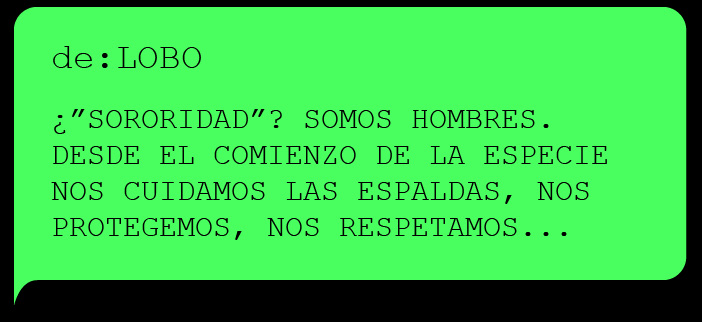 de:LOBO
¿”SORORIDAD”? SOMOS HOMBRES.
DESDE EL COMIENZO DE LA ESPECIE
NOS CUIDAMOS LAS ESPALDAS, NOS
PROTEGEMOS, NOS RESPETAMOS...